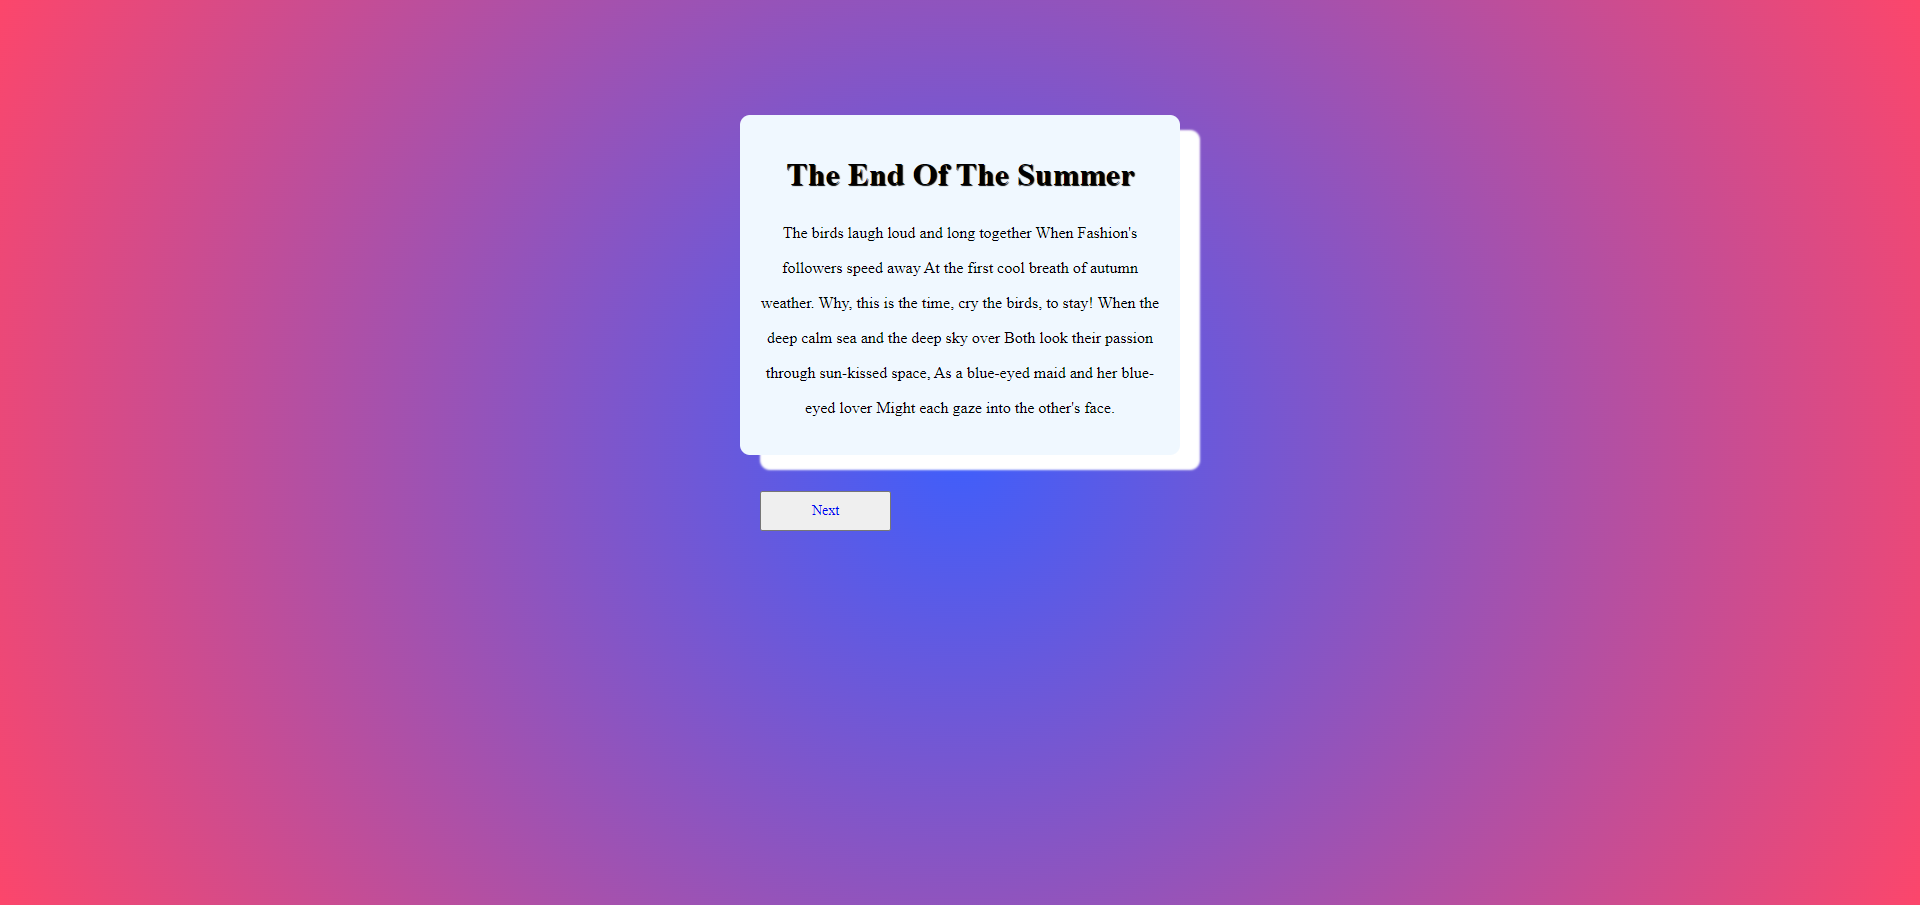 The End Of The Summer
The birds laugh loud and long together When Fashion's
followers speed away At the first cool breath of autumn
weather. Why, this is the time, cry the birds, to stay! When the
deep calm sea and the deep sky over Both look their passion
through sun-kissed space, As a blue-eyed maid and her blue-
eyed lover Might each gaze into the other's face.
Next